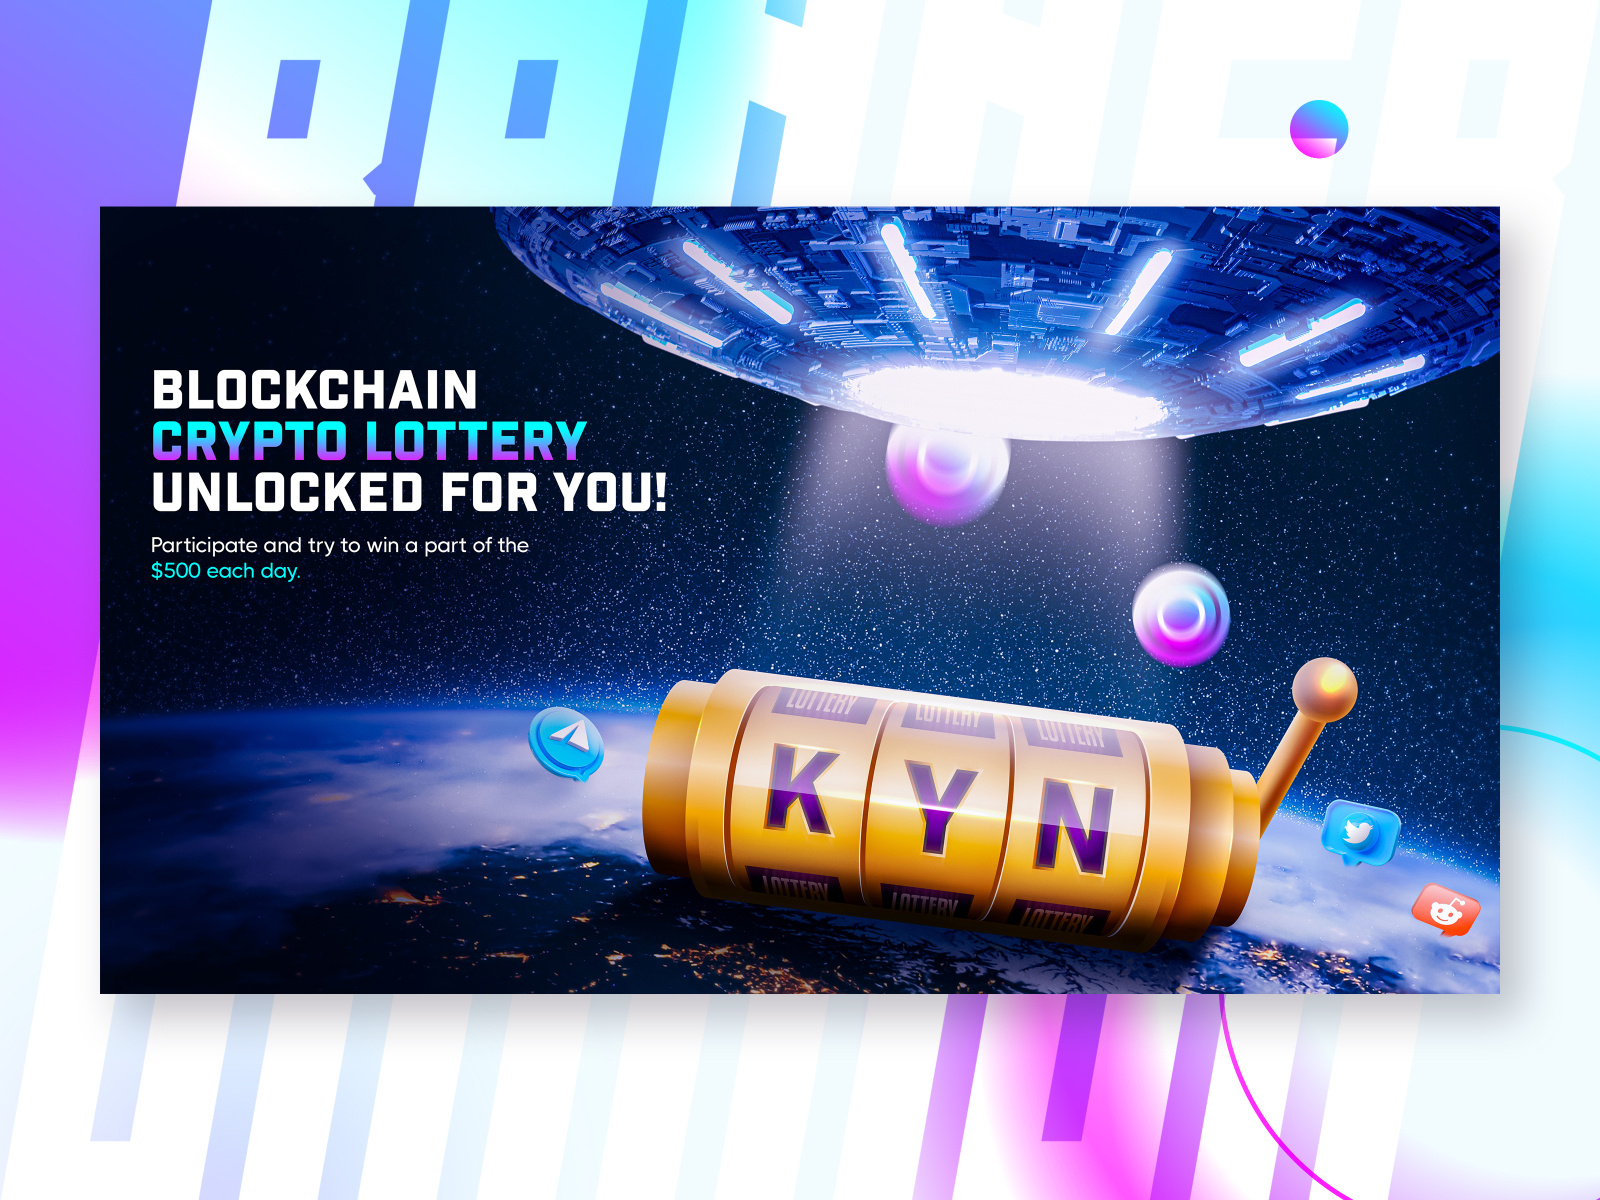 BLOCKCHAIN
CRYPTO LOTTERY
UNLOCKED FOR YOU!
Participate and try to win a part of the
$500 each day.
LOTTERY LOTTERY LOTTERY
K Y N
LOTTERY LOTTERY LOTTERY